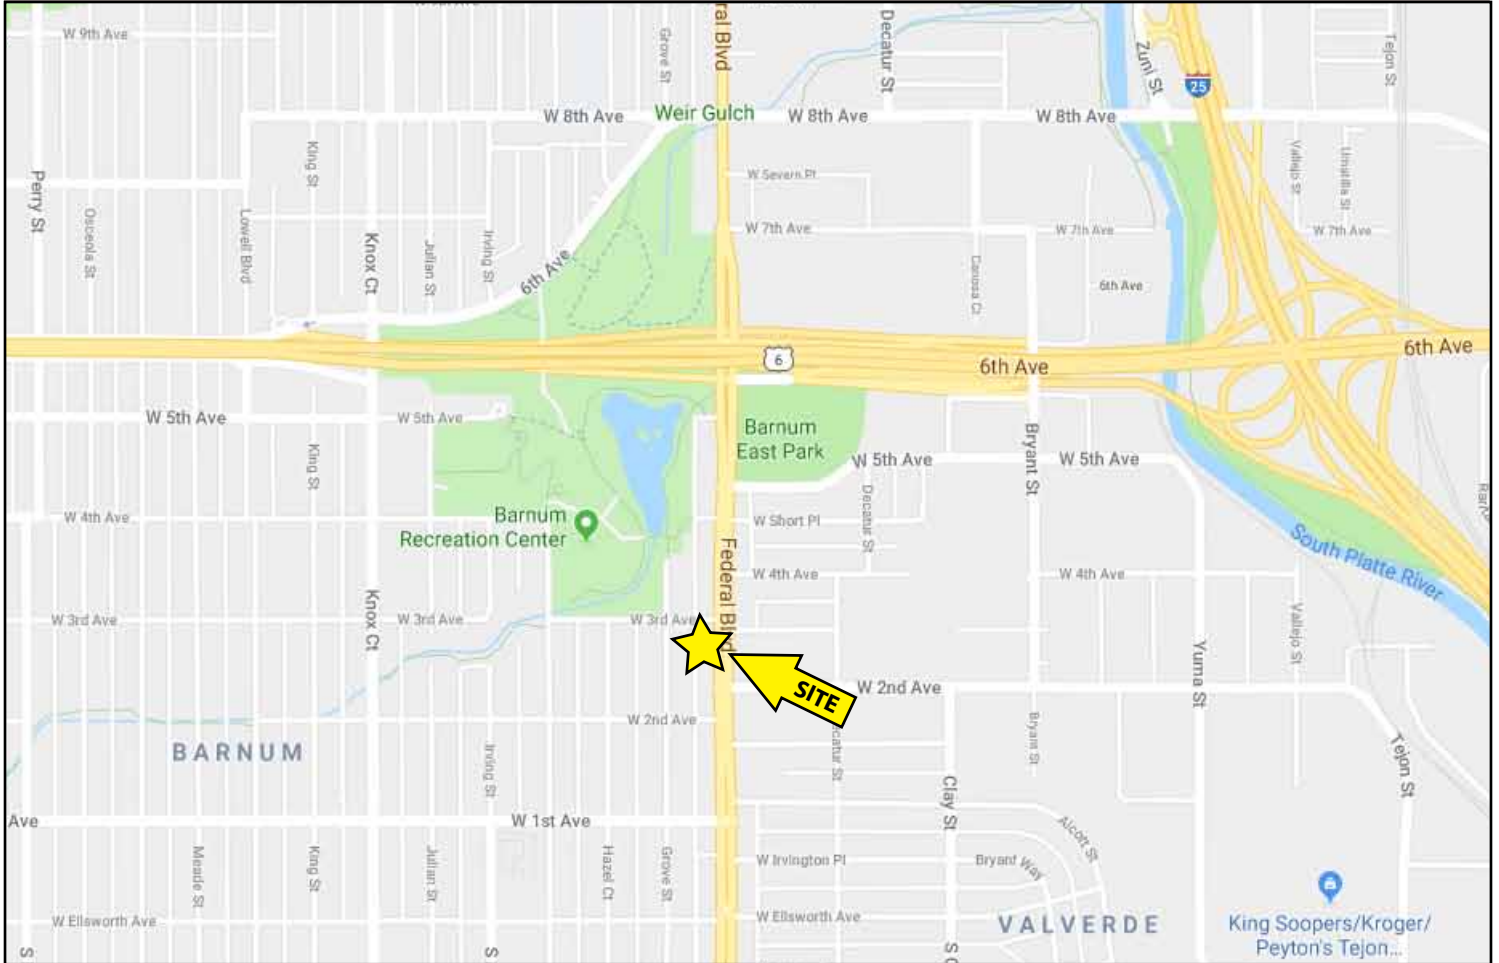 W 9th Ave
Grove St
ral Blvd
Decatur St
Zuni St
25
Tejon St
W 8th Ave
Weir Gulch
W 8th Ave
W 8th Ave
King St
Vallejo St
Umatilla St
Perry St
W Severn Pl
Osceola St
Lowell Blvd
Knox Ct
Julian St
Irving St
6th Ave
W 7th Ave
W 7th Ave
W 7th Ave
Canosa Ct
6th Ave
6
6th Ave
6th Ave
W 5th Ave
W 5th Ave
Barnum
East Park
W 5th Ave
Bryant St
W 5th Ave
King St
Decatur St
W 4th Ave
Barnum
Recreation Center
W Short Pl
South Platte River
Federal Blvd
W 4th Ave
W 4th Ave
Knox Ct
W 3rd Ave
W 3rd Ave
W 3rd Ave
Vallejo St
Yuma St
SITE
W 2nd Ave
W 2nd Ave
BARNUM
Irving St
ecatur St
Bryant St
Tejon St
Clay St
Ave
W 1st Ave
Alcott St
Meade St
King St
Julian St
Hazel Ct
Grove St
W Irvington Pl
Bryant Way
W Ellsworth Ave
W Ellsworth Ave
VALVERDE
King Soopers/Kroger/
Peyton's Tejon...
S
S
S C